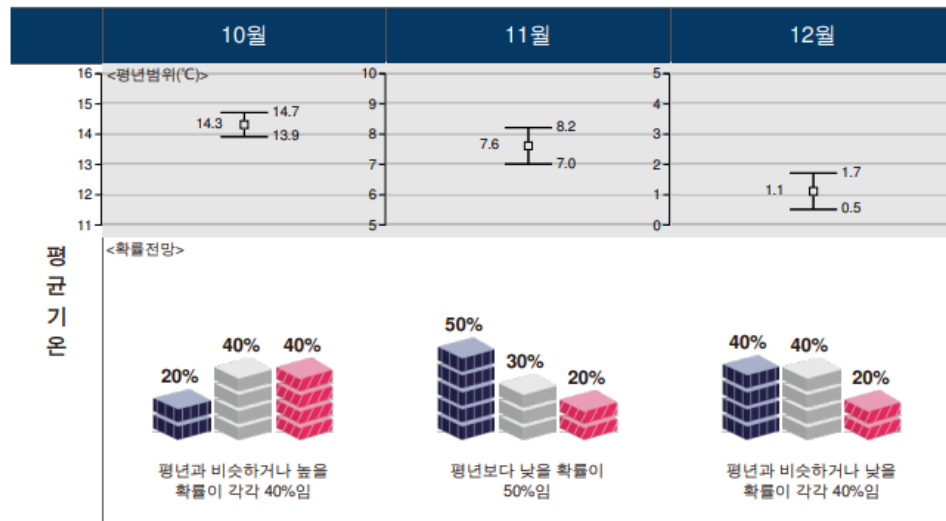 10월 11월 12월
<평년범위(℃)>
16
15
14
13
12
11
14.7
14.3
13.9
10
9
8
7
6
5
8.2
7.6
7.0
5
4
3
2
1
0
1.7
1.1
0.5
평균기온
<확률전망>
20% 40% 40%
평년과 비슷하거나 높을
확률이 각각 40%임
50% 30% 20%
평년보다 낮을 확률이
50%임
40% 40% 20%
평년과 비슷하거나 낮을
확률이 각각 40%임